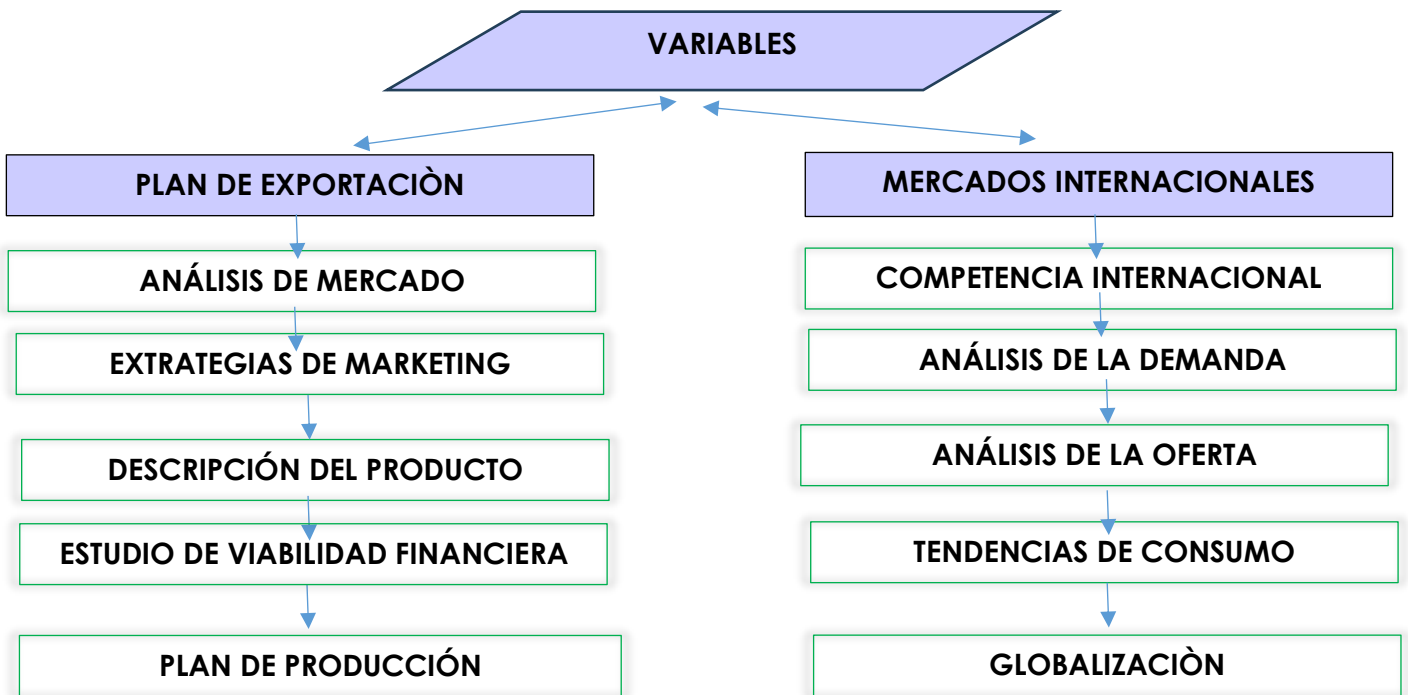 VARIABLES
PLAN DE EXPORTACIÒN
ANÁLISIS DE MERCADO
EXTRATEGIAS DE MARKETING
DESCRIPCIÓN DEL PRODUCTO
ESTUDIO DE VIABILIDAD FINANCIERA
PLAN DE PRODUCCIÓN
MERCADOS INTERNACIONALES
COMPETENCIA INTERNACIONAL
ANÁLISIS DE LA DEMANDA
ANÁLISIS DE LA OFERTA
TENDENCIAS DE CONSUMO
GLOBALIZACIÒN